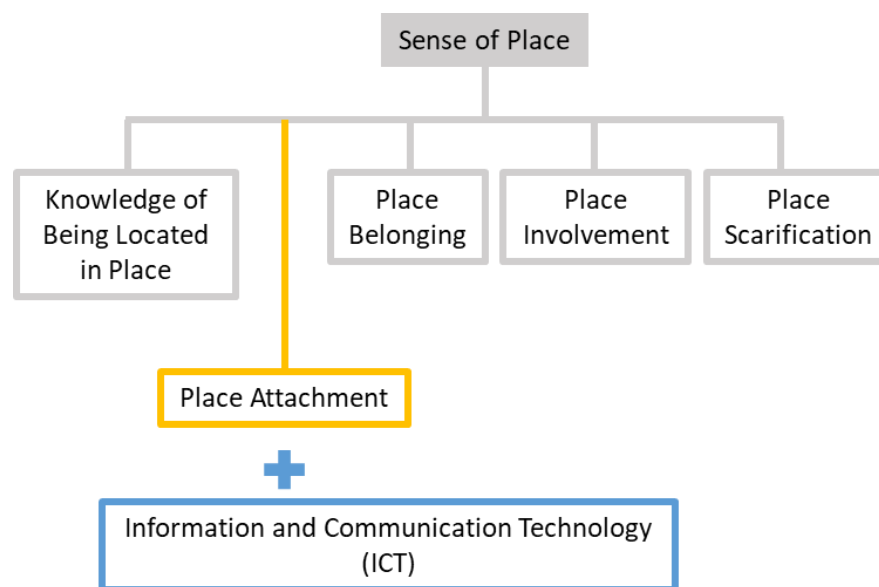 Sense of Place
Knowledge of
Being Located
in Place
Place
Belonging
Place
Involvement
Place
Scarification
Place Attachment
Information and Communication Technology
(ICT)